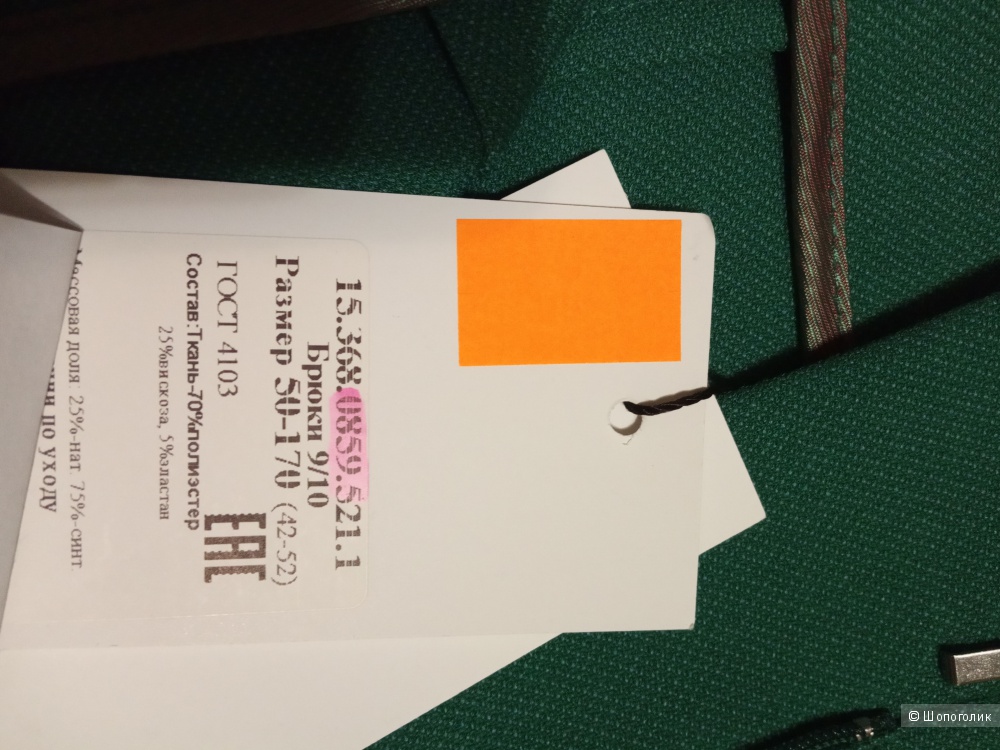 15.368.0859.521.1
Брюки 9/10
Размер 50-170 (42-52)
ГОСТ 4103
ЕАС
Состав:Ткань-70%полиэстер
25%вискоза, 5%эластан
Массовая доля: 25%-нат. 75%-синт.
по уходу
© Шопоголик